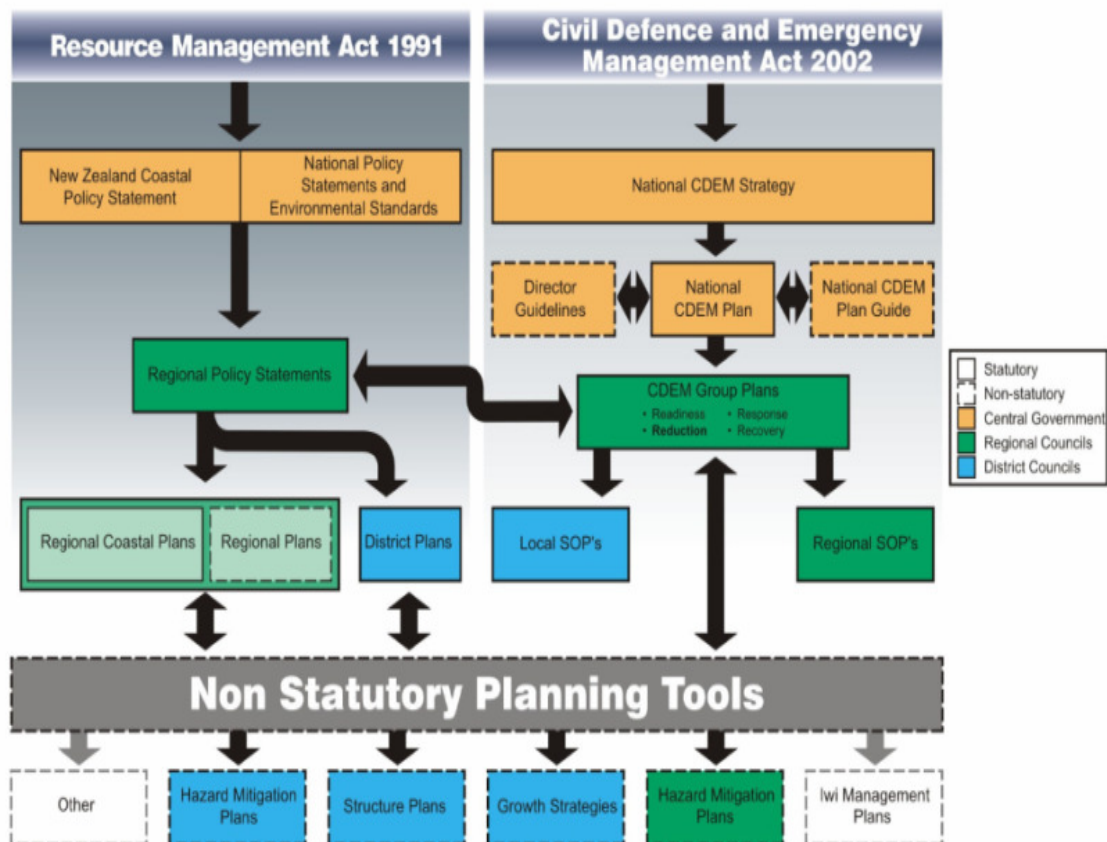 Resource Management Act 1991
Civil Defence and Emergency
Management Act 2002
New Zealand Coastal
Policy Statement
National Policy
Statements and
Environmental Standards
National CDEM Strategy
Director
Guidelines
National
CDEM Plan
National CDEM
Plan Guide
Regional Policy Statements
CDEM Group Plans
• Readiness • Response
• Reduction • Recovery
Statutory
Non-statutory
Central Government
Regional Councils
District Councils
Regional Coastal Plans
Regional Plans
District Plans
Local SOP's
Regional SOP's
Non Statutory Planning Tools
Other
Hazard Mitigation
Plans
Structure Plans
Growth Strategies
Hazard Mitigation
Plans
Iwi Management
Plans